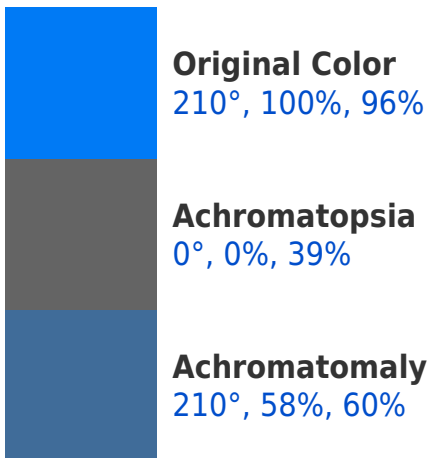 Original Color
210°, 100%, 96%
Achromatopsia
0°, 0%, 39%
Achromatomaly
210°, 58%, 60%